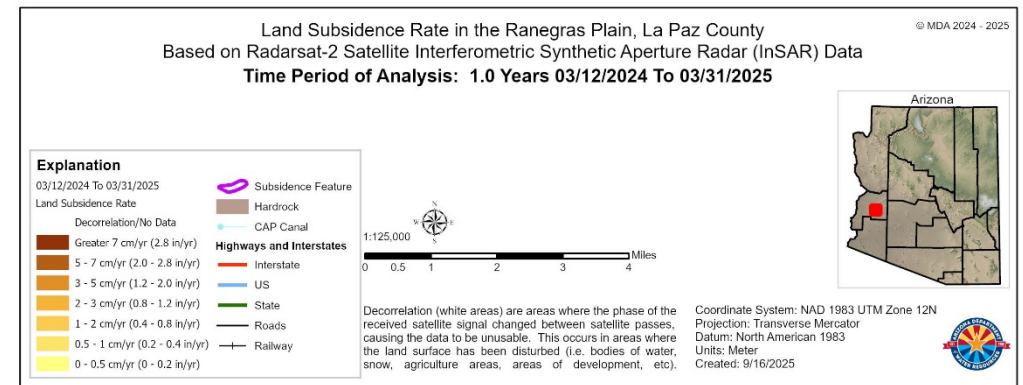 Land Subsidence Rate in the Ranegras Plain, La Paz County
© MDA 2024 - 2025
Based on Radarsat-2 Satellite Interferometric Synthetic Aperture Radar (InSAR) Data
Time Period of Analysis: 1.0 Years 03/12/2024 To 03/31/2025
Arizona
Explanation
03/12/2024 To 03/31/2025
Land Subsidence Rate
Decorrelation/No Data
Greater 7 cm/yr (2.8 in/yr)
5 - 7 cm/yr (2.0 - 2.8 in/yr)
3 - 5 cm/yr (1.2 - 2.0 in/yr)
2 - 3 cm/yr (0.8 - 1.2 in/yr)
1 - 2 cm/yr (0.4 - 0.8 in/yr)
0.5 - 1 cm/yr (0.2 - 0.4 in/yr)
0 - 0.5 cm/yr (0 - 0.2 in/yr)
Subsidence Feature
Hardrock
CAP Canal
Highways and Interstates
Interstate
US
State
Roads
Railway
N
W E
S
1:125,000
Miles
0 0.5 1 2 3 4
Decorrelation (white areas) are areas where the phase of the
received satellite signal changed between satellite passes,
causing the data to be unusable. This occurs in areas where
the land surface has been disturbed (i.e. bodies of water,
snow, agriculture areas, areas of development, etc).
Coordinate System: NAD 1983 UTM Zone 12N
Projection: Transverse Mercator
Datum: North American 1983
Units: Meter
Created: 9/16/2025
ARIZONA DEPARTMENT
OF WATER RESOURCES